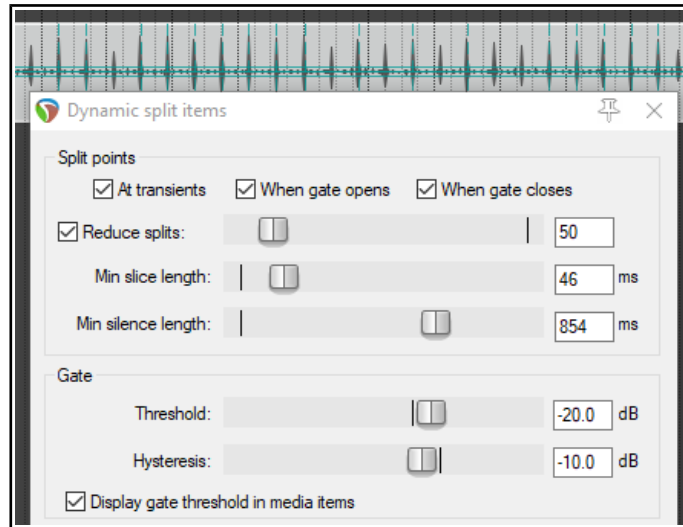 Dynamic split items
Split points
At transients When gate opens When gate closes
Reduce splits: 50
Min slice length: 46 ms
Min silence length: 854 ms
Gate
Threshold: -20.0 dB
Hysteresis: -10.0 dB
Display gate threshold in media items